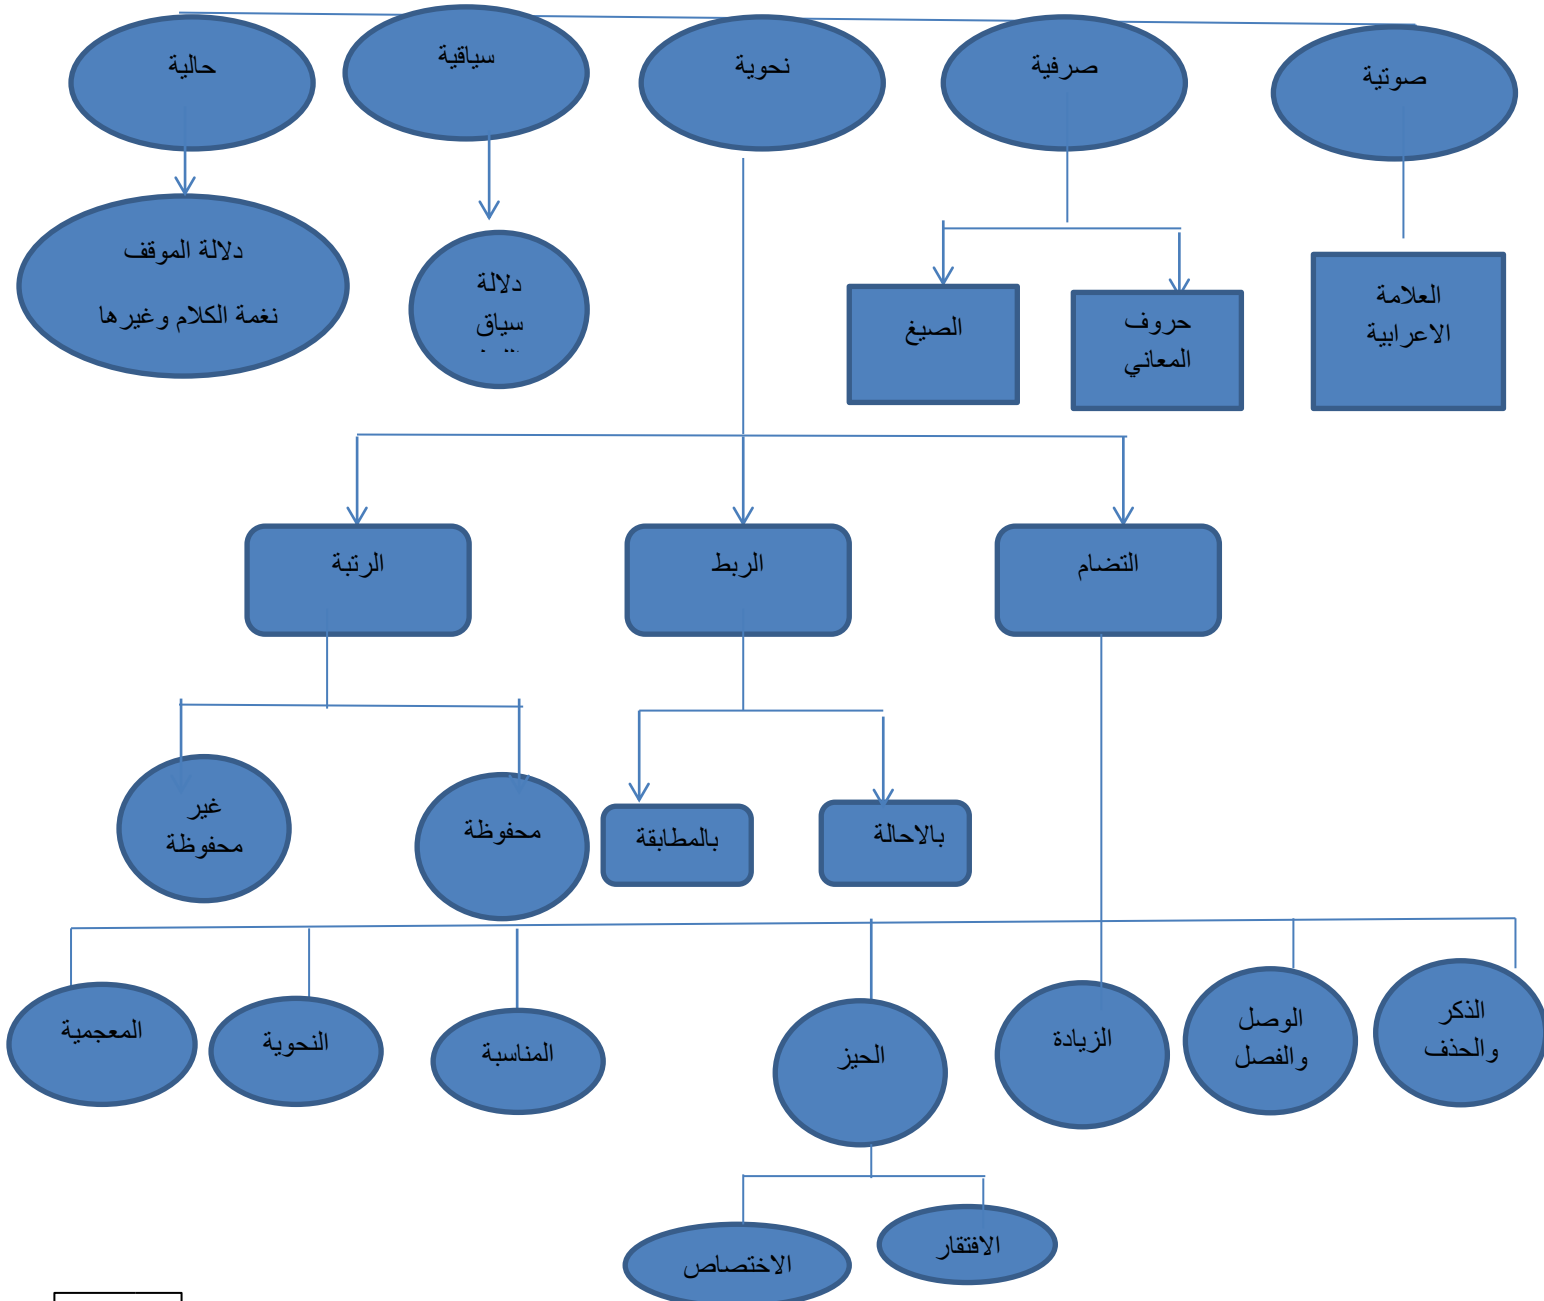 صوتية
صرفية
نحوية
سياقية
حالية
العلامة
الاعرابية
حروف
المعاني
الصيغ
دلالة
سياق
دلالة الموقف
نغمة الكلام وغيرها
التضام
الربط
الرتبة
بالاحالة
بالمطابقة
محفوظة
غير
محفوظة
الذكر
والحذف
الوصل
والفصل
الزيادة
الحيز
المناسبة
النحوية
المعجمية
الافتقار
الاختصاص